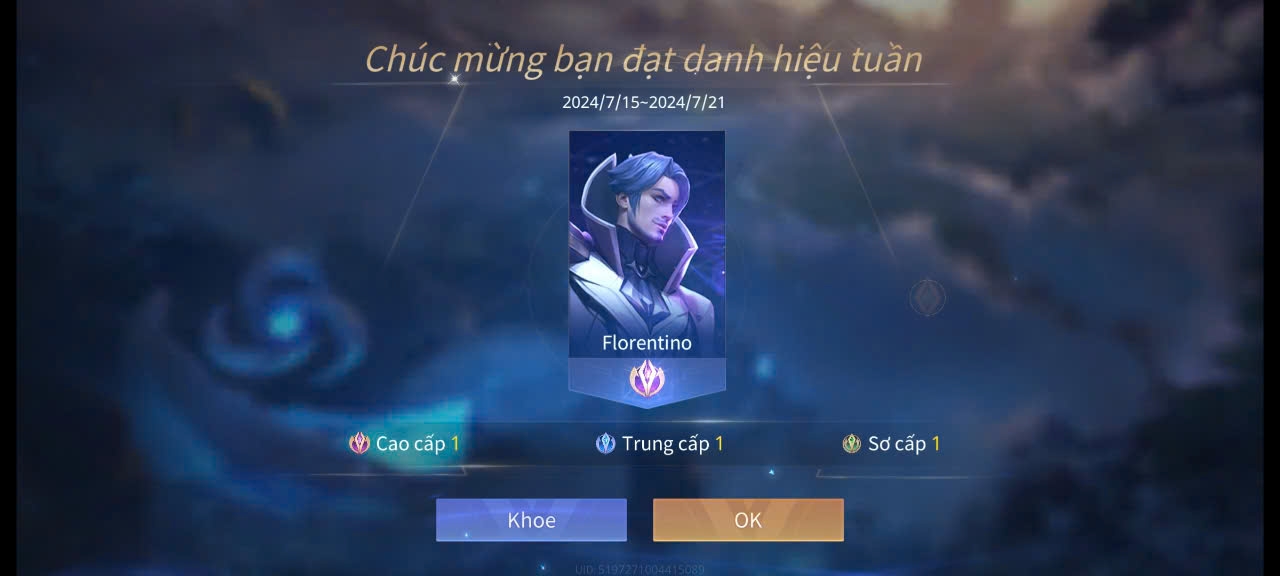 Chúc mừng bạn đạt danh hiệu tuần
2024/7/15~2024/7/21
Florentino
Cao cấp 1 Trung cấp 1 Sơ cấp 1
Khoe OK
UID: 5197271004415089